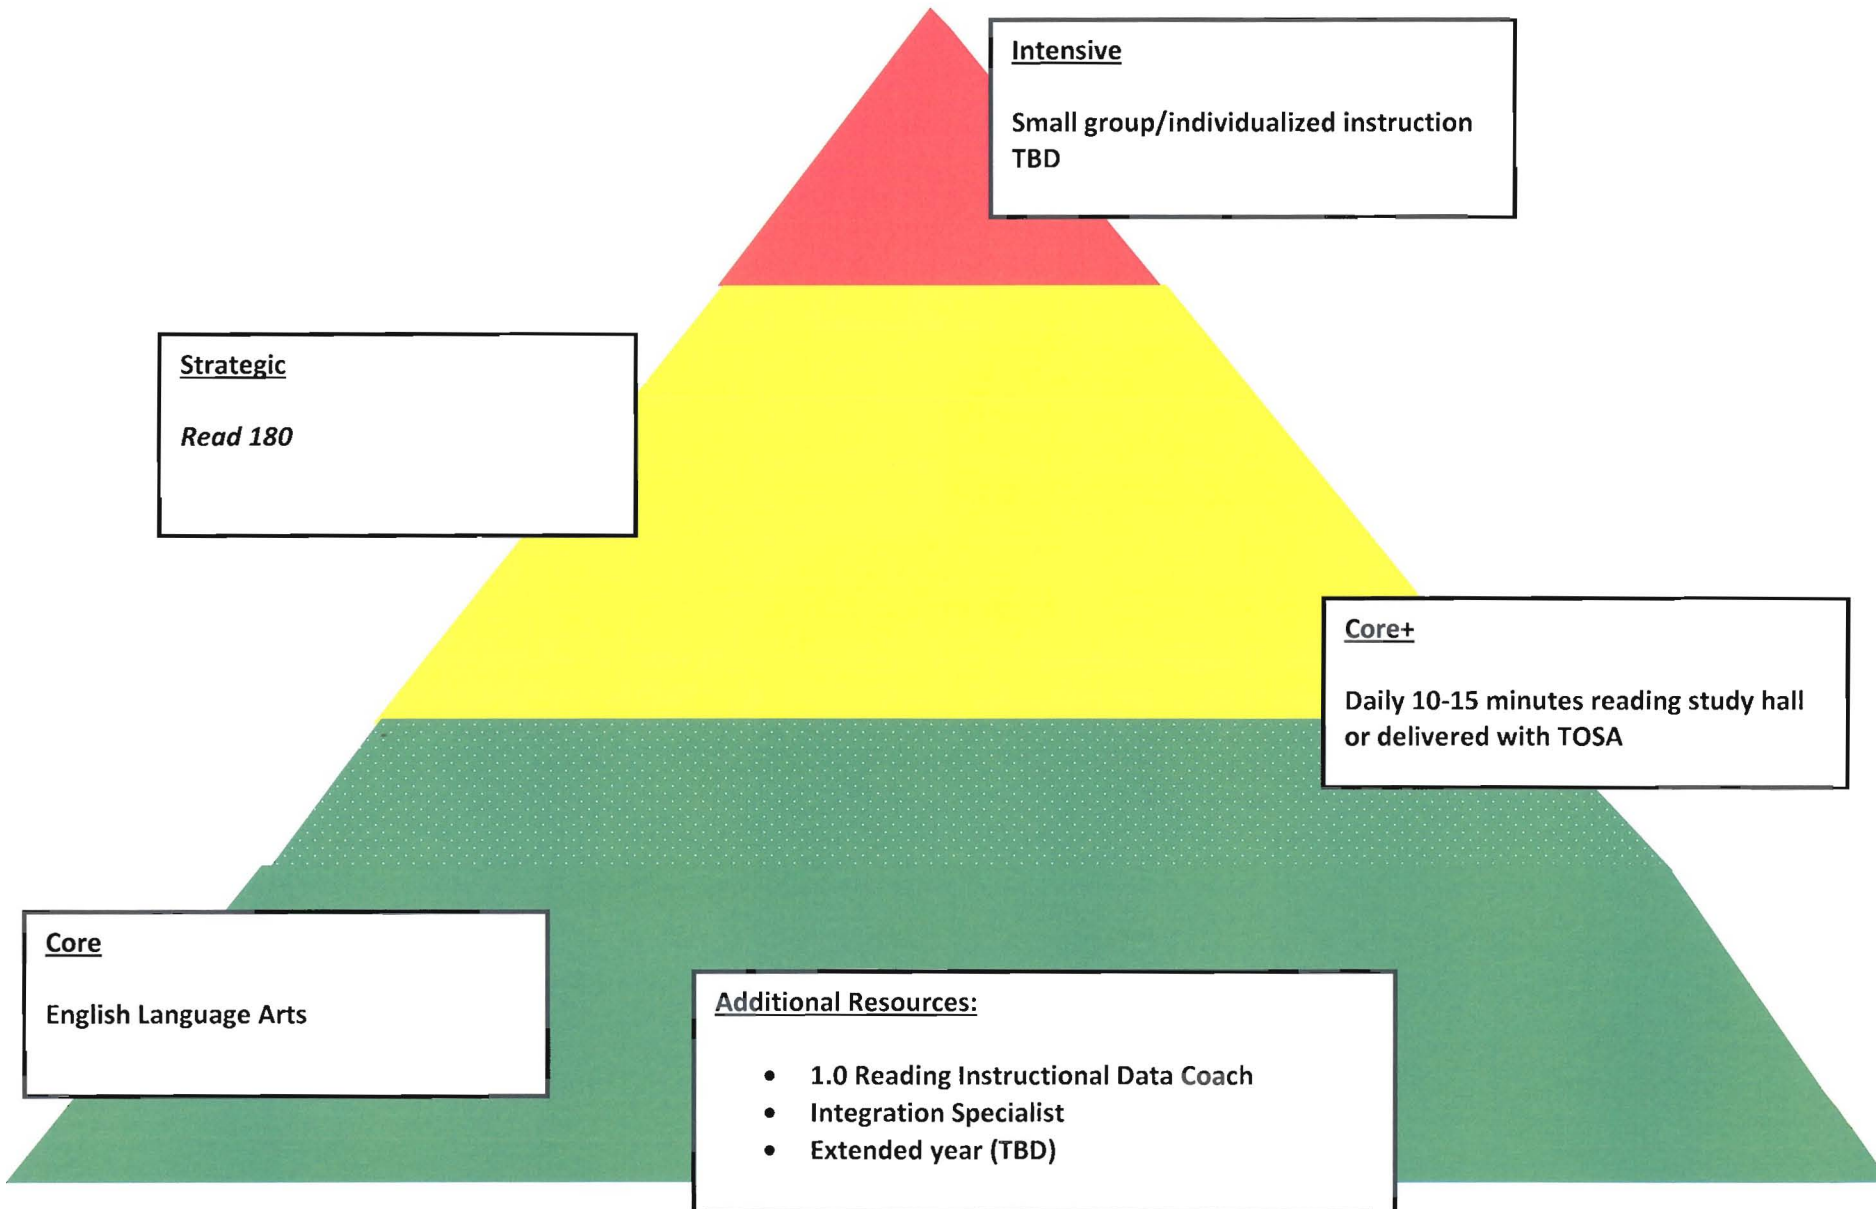 Intensive
Small group/individualized instruction
TBD
Strategic
Read 180
Core+
Daily 10-15 minutes reading study hall
or delivered with TOSA
Core
English Language Arts
Additional Resources:
• 1.0 Reading Instructional Data Coach
• Integration Specialist
• Extended year (TBD)